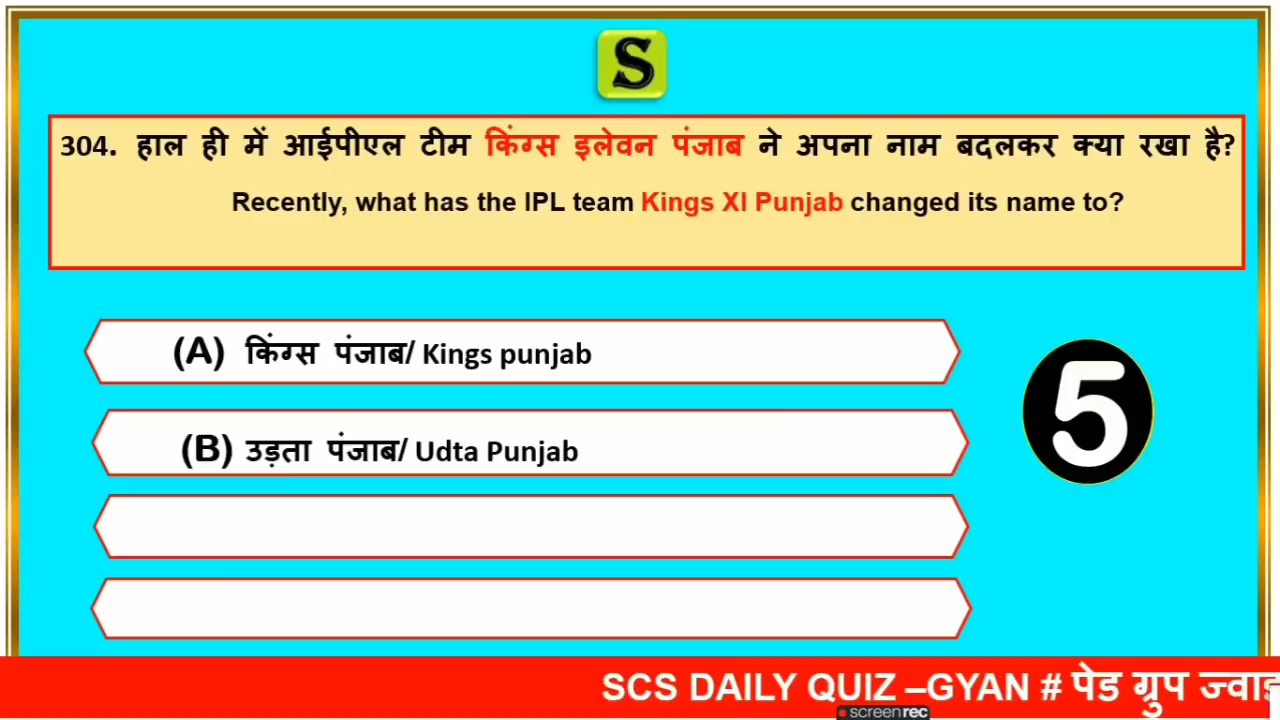 S
304. हाल ही में आईपीएल टीम किंग्स इलेवन पंजाब ने अपना नाम बदलकर क्या रखा है?
Recently, what has the IPL team Kings XI Punjab changed its name to?
(A) किंग्स पंजाब/ Kings punjab
5
(B) उड़ता पंजाब/ Udta Punjab
SCS DAILY QUIZ –GYAN # पेड ग्रुप
screenrec